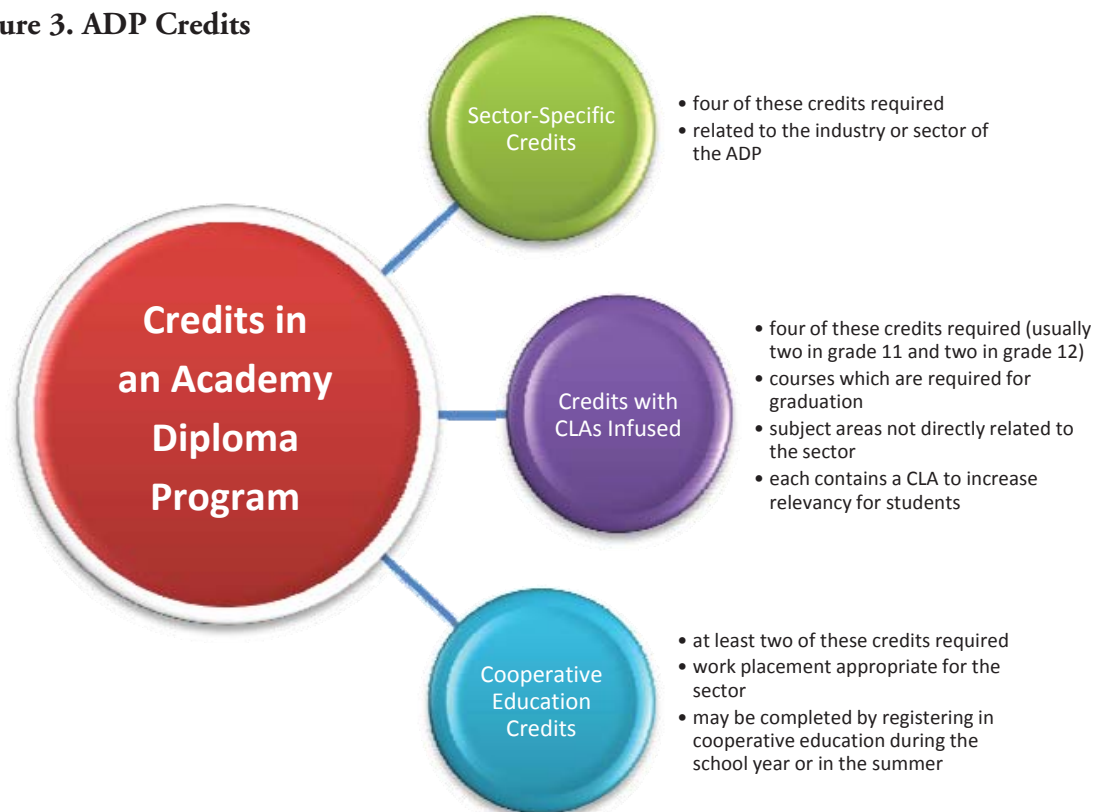 ure 3. ADP Credits
Sector-Specific
Credits
• four of these credits required
• related to the industry or sector of
the ADP
Credits in
an Academy
Diploma
Program
Credits with
CLAs Infused
• four of these credits required (usually
two in grade 11 and two in grade 12)
• courses which are required for
graduation
• subject areas not directly related to
the sector
• each contains a CLA to increase
relevancy for students
Cooperative
Education
Credits
• at least two of these credits required
• work placement appropriate for the
sector
• may be completed by registering in
cooperative education during the
school year or in the summer